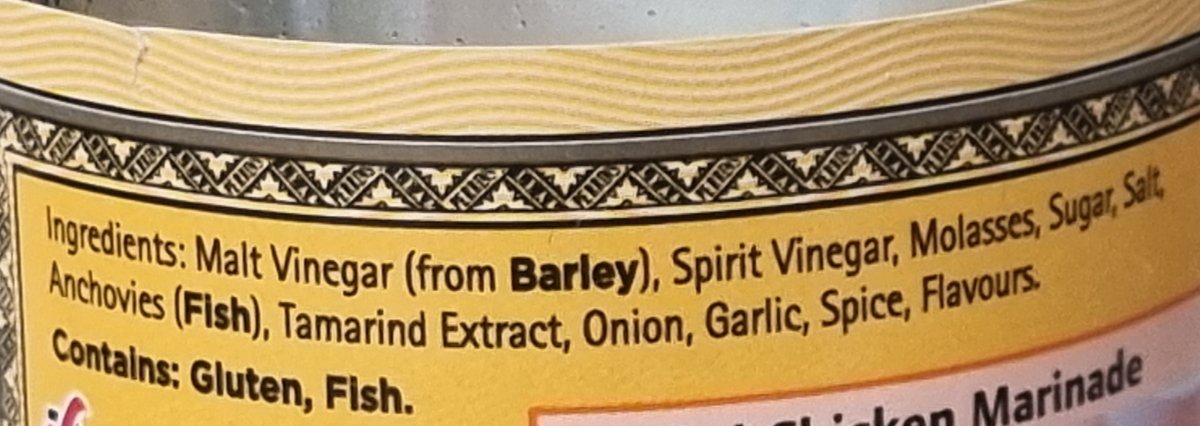 Ingredients: Malt Vinegar (from Barley), Spirit Vinegar, Molasses, Sugar, Salt,
Anchovies (Fish), Tamarind Extract, Onion, Garlic, Spice, Flavours.
Contains: Gluten, Fish.
Chicken Marinade